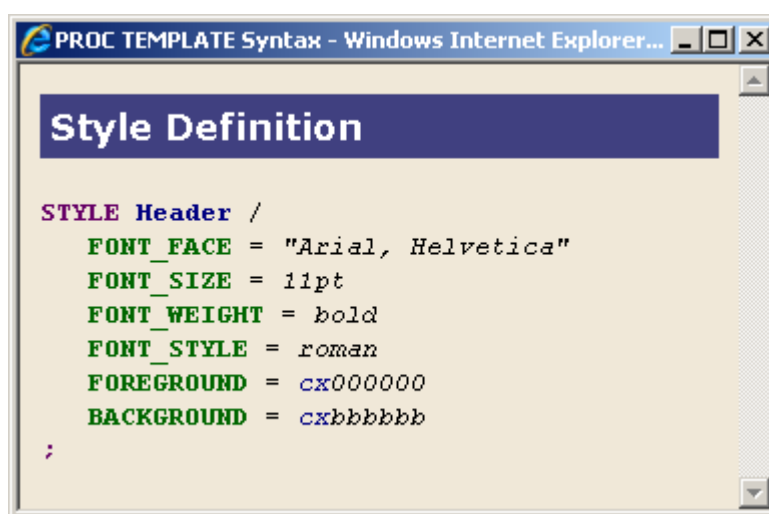 PROC TEMPLATE Syntax - Windows Internet Explorer...
Style Definition
STYLE Header /
FONT_FACE = "Arial, Helvetica"
FONT_SIZE = 11pt
FONT_WEIGHT = bold
FONT_STYLE = roman
FOREGROUND = cx000000
BACKGROUND = cxbbbbbb
;